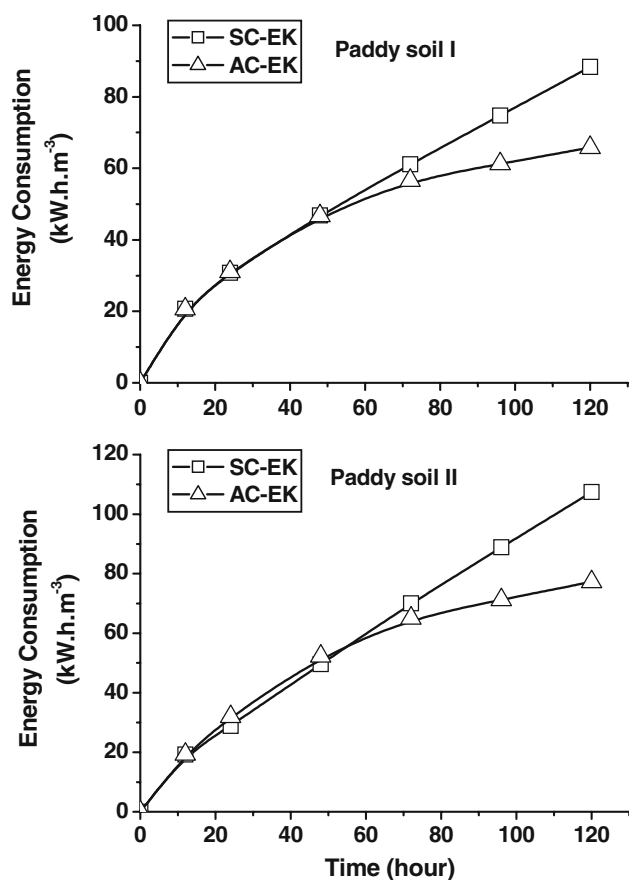 100
80
60
40
20
0
Energy Consumption
(kW.h.m⁻³)
SC-EK
AC-EK
Paddy soil I
0 20 40 60 80 100 120
120
100
80
60
40
20
0
Energy Consumption
(kW.h.m⁻³)
SC-EK
AC-EK
Paddy soil II
0 20 40 60 80 100 120
Time (hour)